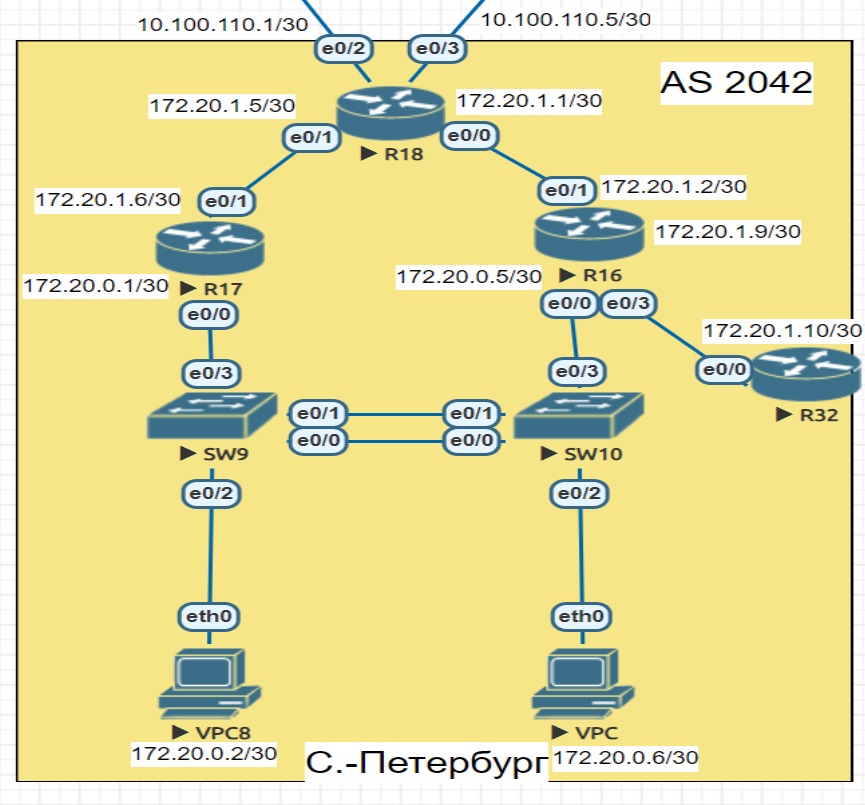 10.100.110.1/30
10.100.110.5/30
e0/2
e0/3
AS 2042
172.20.1.5/30
172.20.1.1/30
e0/1
e0/0
R18
172.20.1.6/30
e0/1
e0/1
172.20.1.2/30
172.20.1.9/30
172.20.0.1/30
R17
172.20.0.5/30
R16
e0/0
e0/0
e0/3
172.20.1.10/30
e0/3
e0/3
e0/0
R32
e0/1
e0/1
e0/0
e0/0
SW9
SW10
e0/2
e0/2
eth0
eth0
VPC8
VPC
172.20.0.2/30
С.-Петербург
172.20.0.6/30